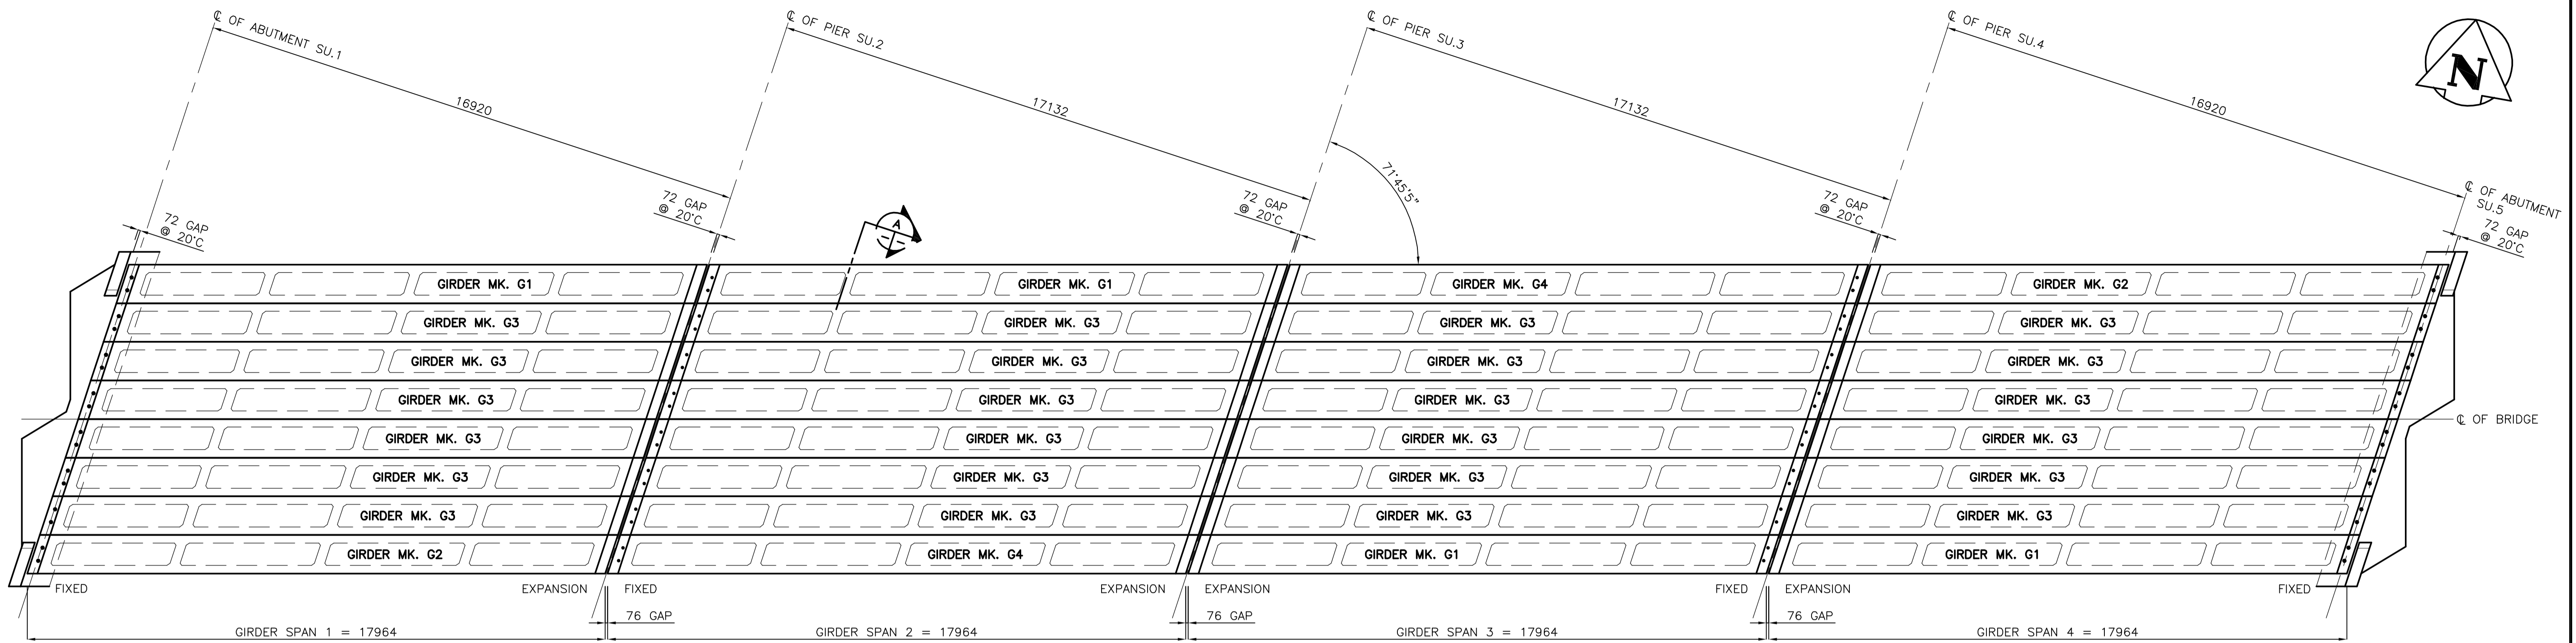 ℄ OF ABUTMENT SU.1
℄ OF PIER SU.2
℄ OF PIER SU.3
℄ OF PIER SU.4
N
16920
17132
17132
16920
71°45'5"
℄ OF ABUTMENT
SU.5
72 GAP
@ 20°C
72 GAP
@ 20°C
72 GAP
@ 20°C
72 GAP
@ 20°C
72 GAP
@ 20°C
A
GIRDER MK. G1
GIRDER MK. G1
GIRDER MK. G4
GIRDER MK. G2
GIRDER MK. G3
GIRDER MK. G3
GIRDER MK. G3
GIRDER MK. G3
GIRDER MK. G3
GIRDER MK. G3
GIRDER MK. G3
GIRDER MK. G3
GIRDER MK. G3
GIRDER MK. G3
GIRDER MK. G3
GIRDER MK. G3
℄ OF BRIDGE
GIRDER MK. G3
GIRDER MK. G3
GIRDER MK. G3
GIRDER MK. G3
GIRDER MK. G3
GIRDER MK. G3
GIRDER MK. G3
GIRDER MK. G3
GIRDER MK. G3
GIRDER MK. G3
GIRDER MK. G3
GIRDER MK. G3
GIRDER MK. G2
GIRDER MK. G4
GIRDER MK. G1
GIRDER MK. G1
FIXED
EXPANSION
FIXED
EXPANSION
EXPANSION
FIXED
EXPANSION
FIXED
76 GAP
76 GAP
76 GAP
GIRDER SPAN 1 = 17964
GIRDER SPAN 2 = 17964
GIRDER SPAN 3 = 17964
GIRDER SPAN 4 = 17964